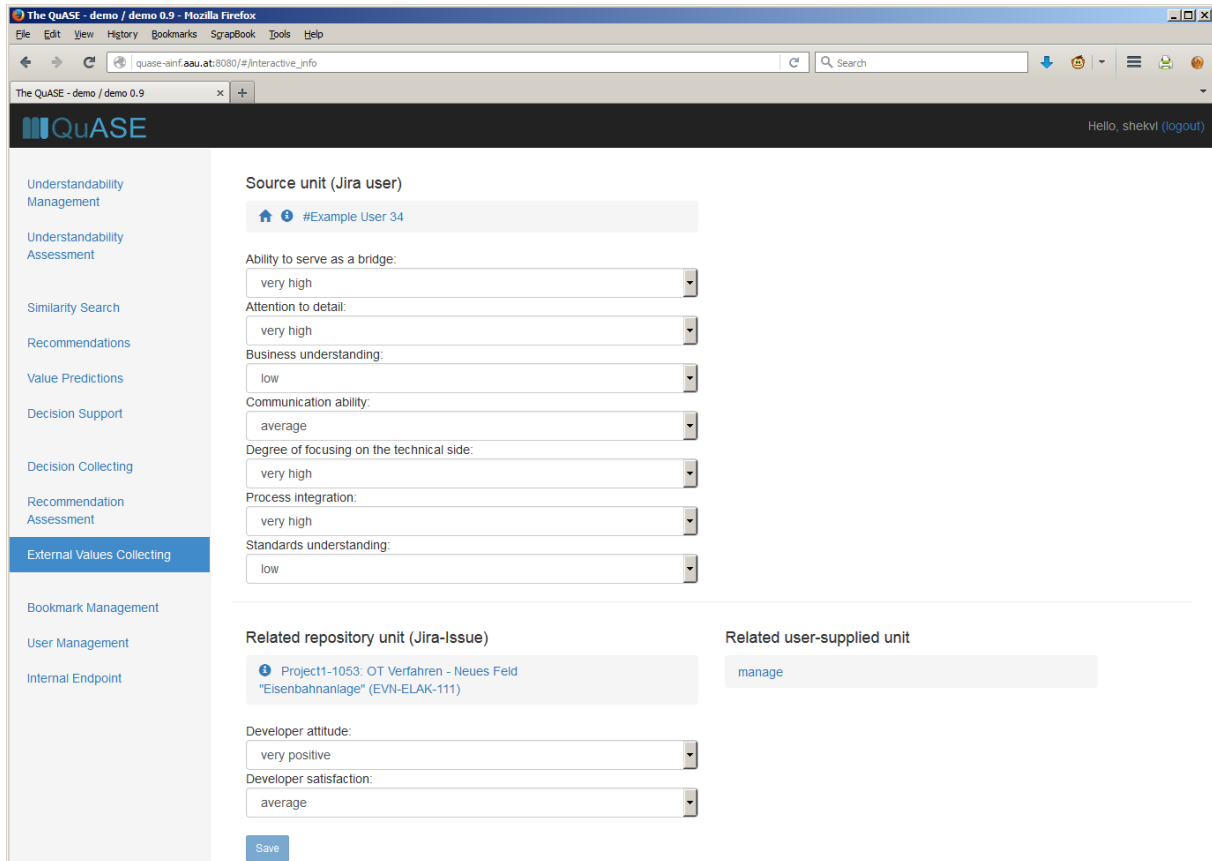 The QuASE - demo / demo 0.9 - Mozilla Firefox
File Edit View History Bookmarks ScrapBook Tools Help
quase-ainf.aau.at:8080/#/interactive_info
Search
The QuASE - demo / demo 0.9
QuASE
Hello, shekvl (logout)
Understandability
Management
Understandability
Assessment
Similarity Search
Recommendations
Value Predictions
Decision Support
Decision Collecting
Recommendation
Assessment
External Values Collecting
Bookmark Management
User Management
Internal Endpoint
Source unit (Jira user)
#Example User 34
Ability to serve as a bridge:
very high
Attention to detail:
very high
Business understanding:
low
Communication ability:
average
Degree of focusing on the technical side:
very high
Process integration:
very high
Standards understanding:
low
Related repository unit (Jira-Issue)
Project1-1053: OT Verfahren - Neues Feld
"Eisenbahnanlage" (EVN-ELAK-111)
Developer attitude:
very positive
Developer satisfaction:
average
Save
Related user-supplied unit
manage